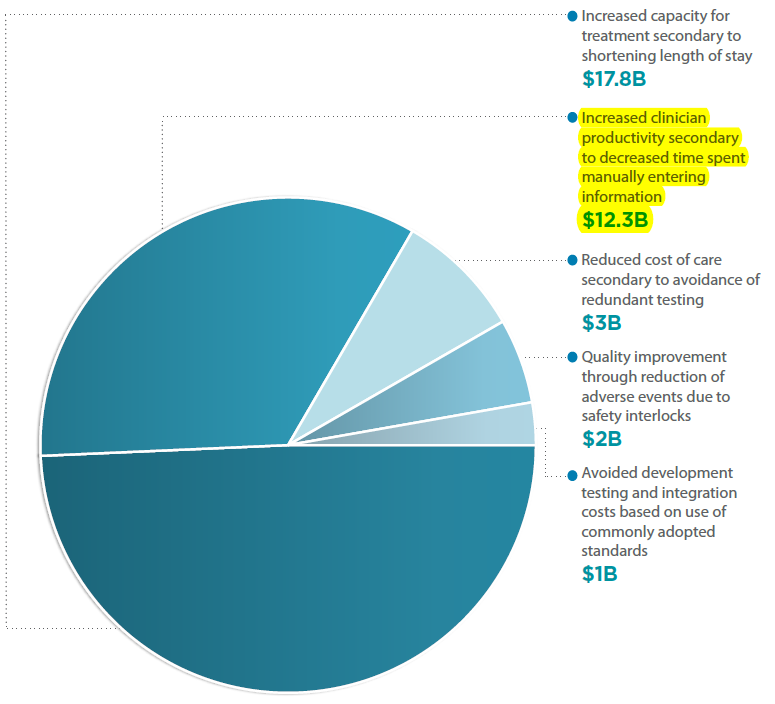 Increased capacity for
treatment secondary to
shortening length of stay
$17.8B
Increased clinician
productivity secondary
to decreased time spent
manually entering
information
$12.3B
Reduced cost of care
secondary to avoidance of
redundant testing
$3B
Quality improvement
through reduction of
adverse events due to
safety interlocks
$2B
Avoided development
testing and integration
costs based on use of
commonly adopted
standards
$1B